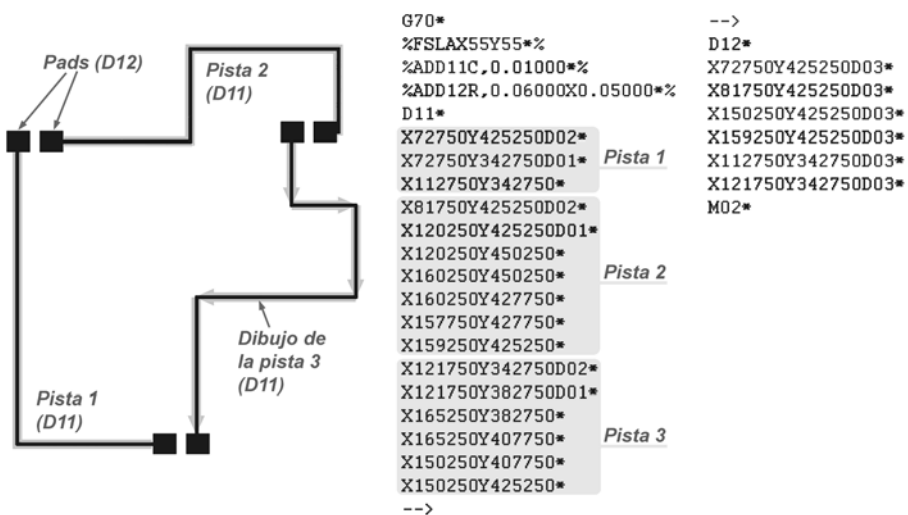 Pads (D12)
Pista 2
(D11)
Dibujo de
la pista 3
(D11)
Pista 1
(D11)
G70*
%FSLAX55Y55*%
%ADD11C,0.01000*%
%ADD12R,0.06000X0.05000*%
D11*
X72750Y425250D02*
X72750Y342750D01*
X112750Y342750*
Pista 1
X81750Y425250D02*
X120250Y425250D01*
X120250Y450250*
X160250Y450250*
X160250Y427750*
X157750Y427750*
X159250Y425250*
Pista 2
X121750Y342750D02*
X121750Y382750D01*
X165250Y382750*
X165250Y407750*
X150250Y407750*
X150250Y425250*
Pista 3
-->
-->
D12*
X72750Y425250D03*
X81750Y425250D03*
X150250Y425250D03*
X159250Y425250D03*
X112750Y342750D03*
X121750Y342750D03*
M02*